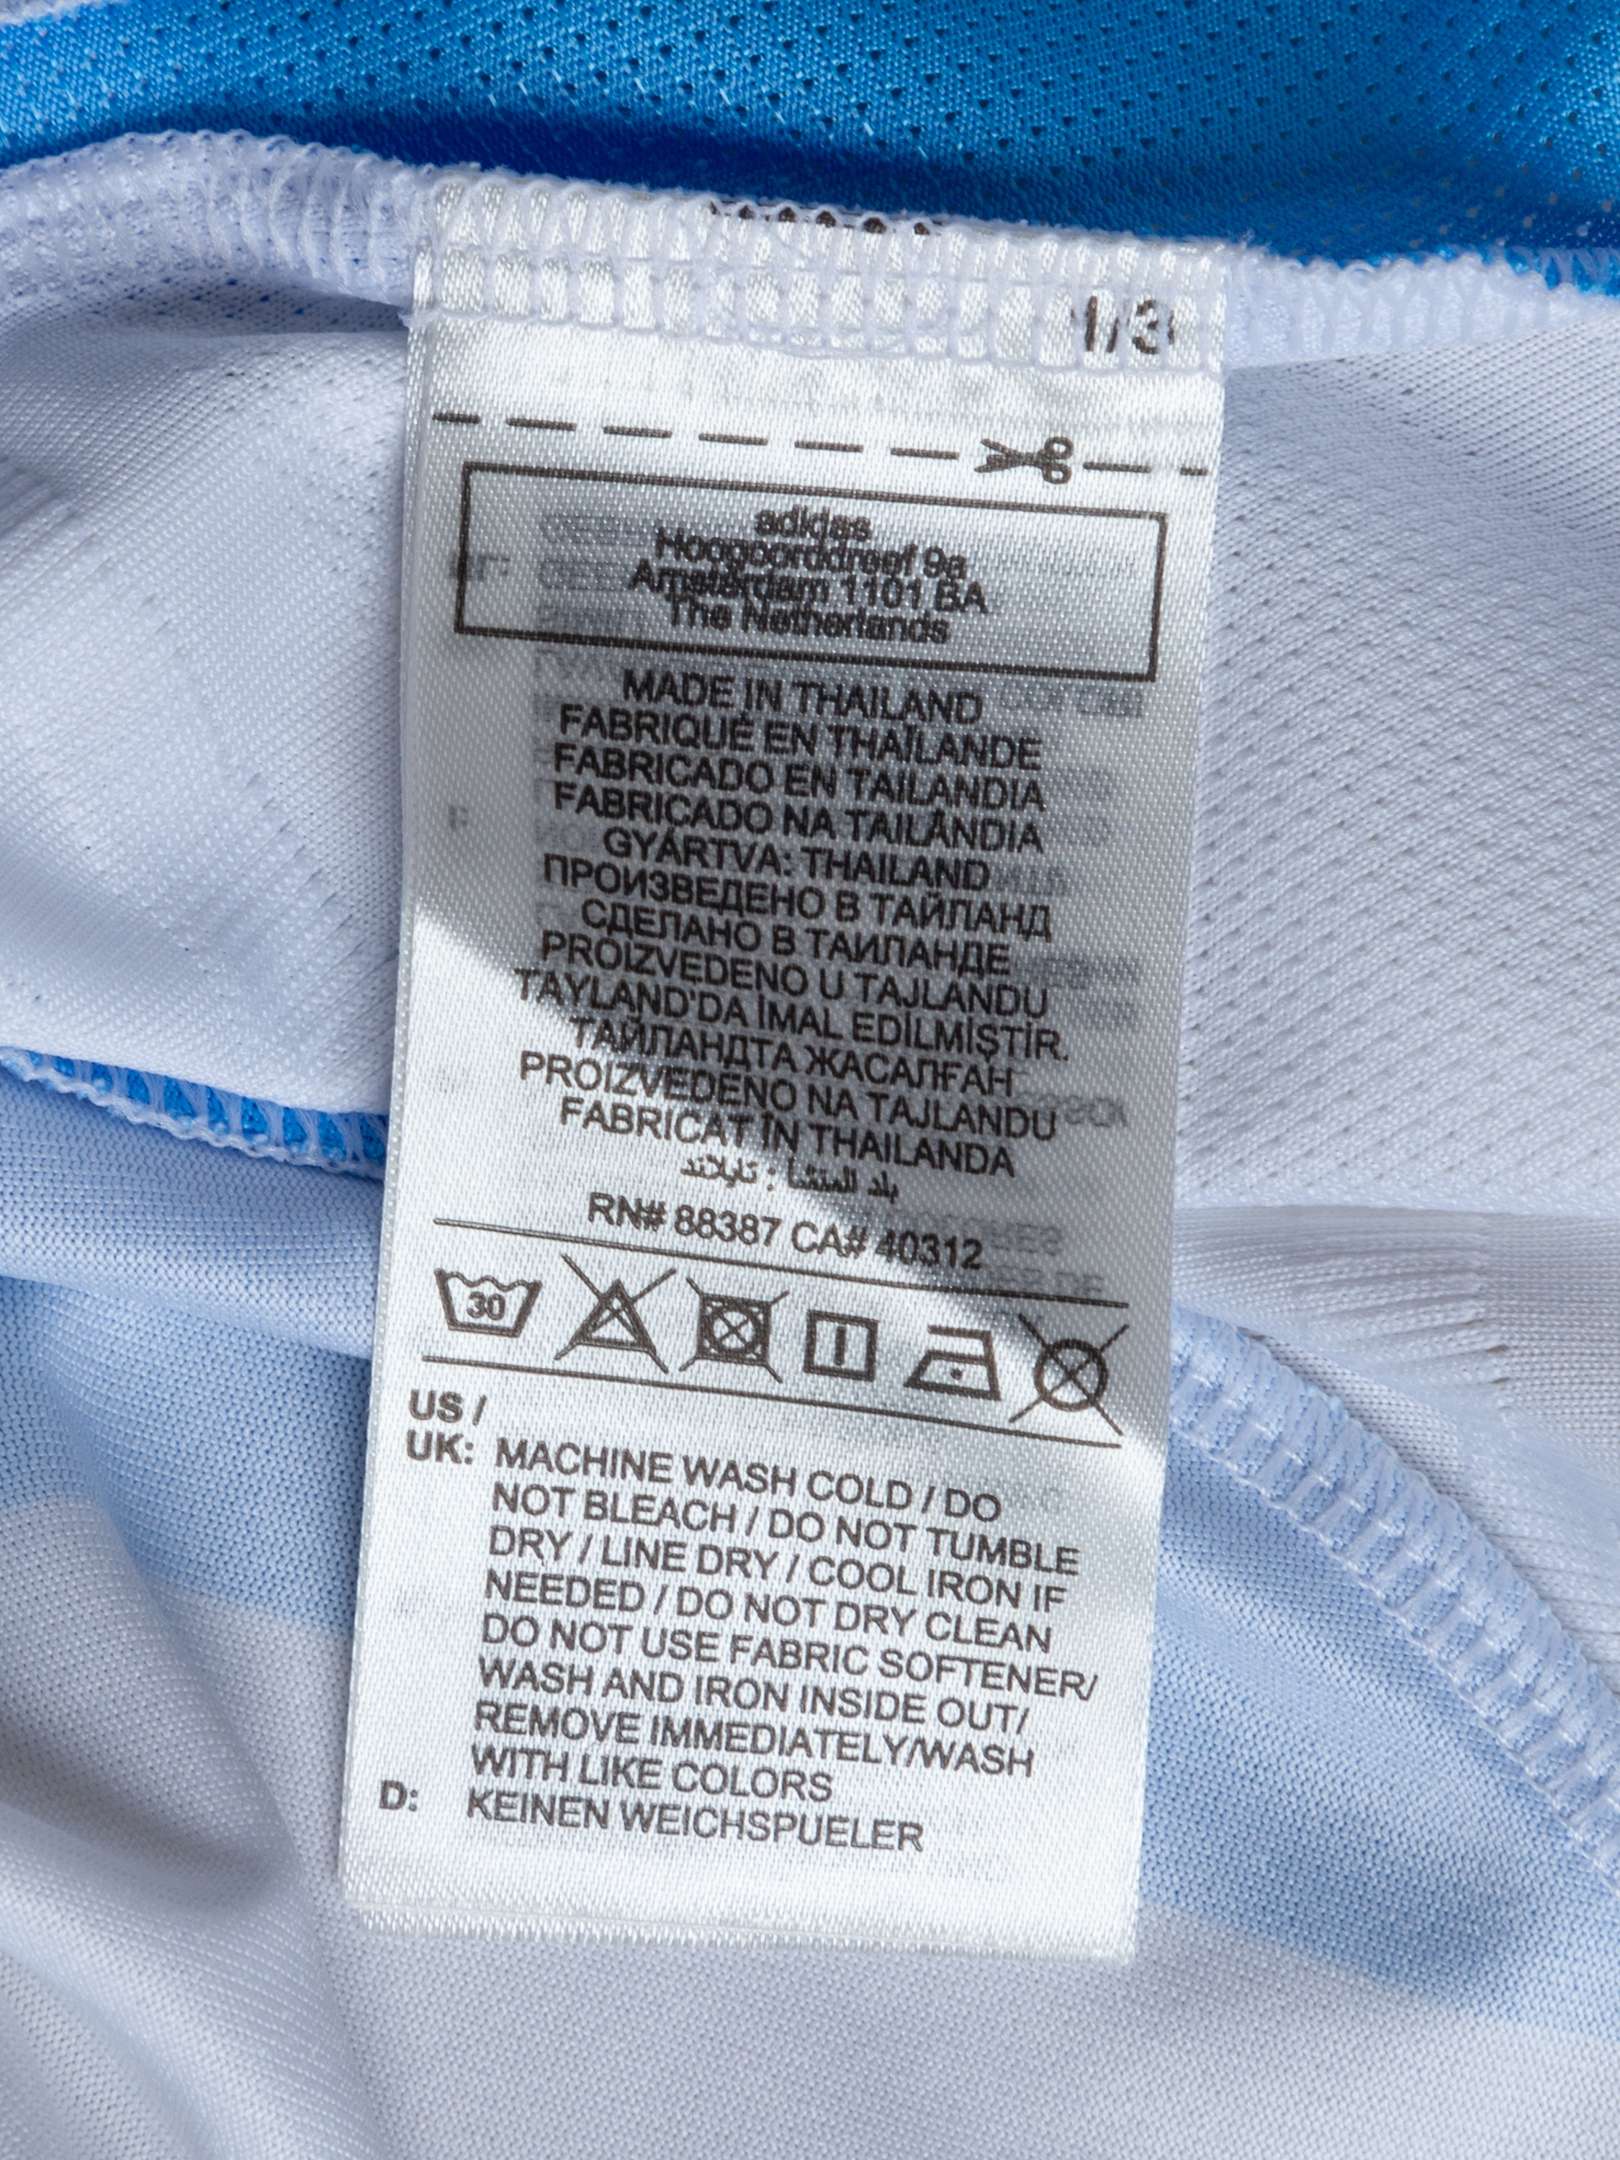 1/3
adidas
Hoogoorddreef 9a
Amsterdam 1101 BA
The Netherlands
MADE IN THAILAND
FABRIQUÉ EN THAÏLANDE
FABRICADO EN TAILANDIA
FABRICADO NA TAILÂNDIA
GYÁRTVA: THAILAND
ПРОИЗВЕДЕНО В ТАЙЛАНД
СДЕЛАНО В ТАИЛАНДЕ
PROIZVEDENO U TAJLANDU
TAYLAND'DA İMAL EDİLMİŞTİR.
ТАЙЛАНДТА ЖАСАЛҒАН
PROIZVEDENO NA TAJLANDU
FABRICAT ÎN THAILANDA
بلد المنشأ : تايلاند
RN# 88387 CA# 40312
30
US /
UK: MACHINE WASH COLD / DO
NOT BLEACH / DO NOT TUMBLE
DRY / LINE DRY / COOL IRON IF
NEEDED / DO NOT DRY CLEAN
DO NOT USE FABRIC SOFTENER/
WASH AND IRON INSIDE OUT/
REMOVE IMMEDIATELY/WASH
WITH LIKE COLORS
D: KEINEN WEICHSPUELER